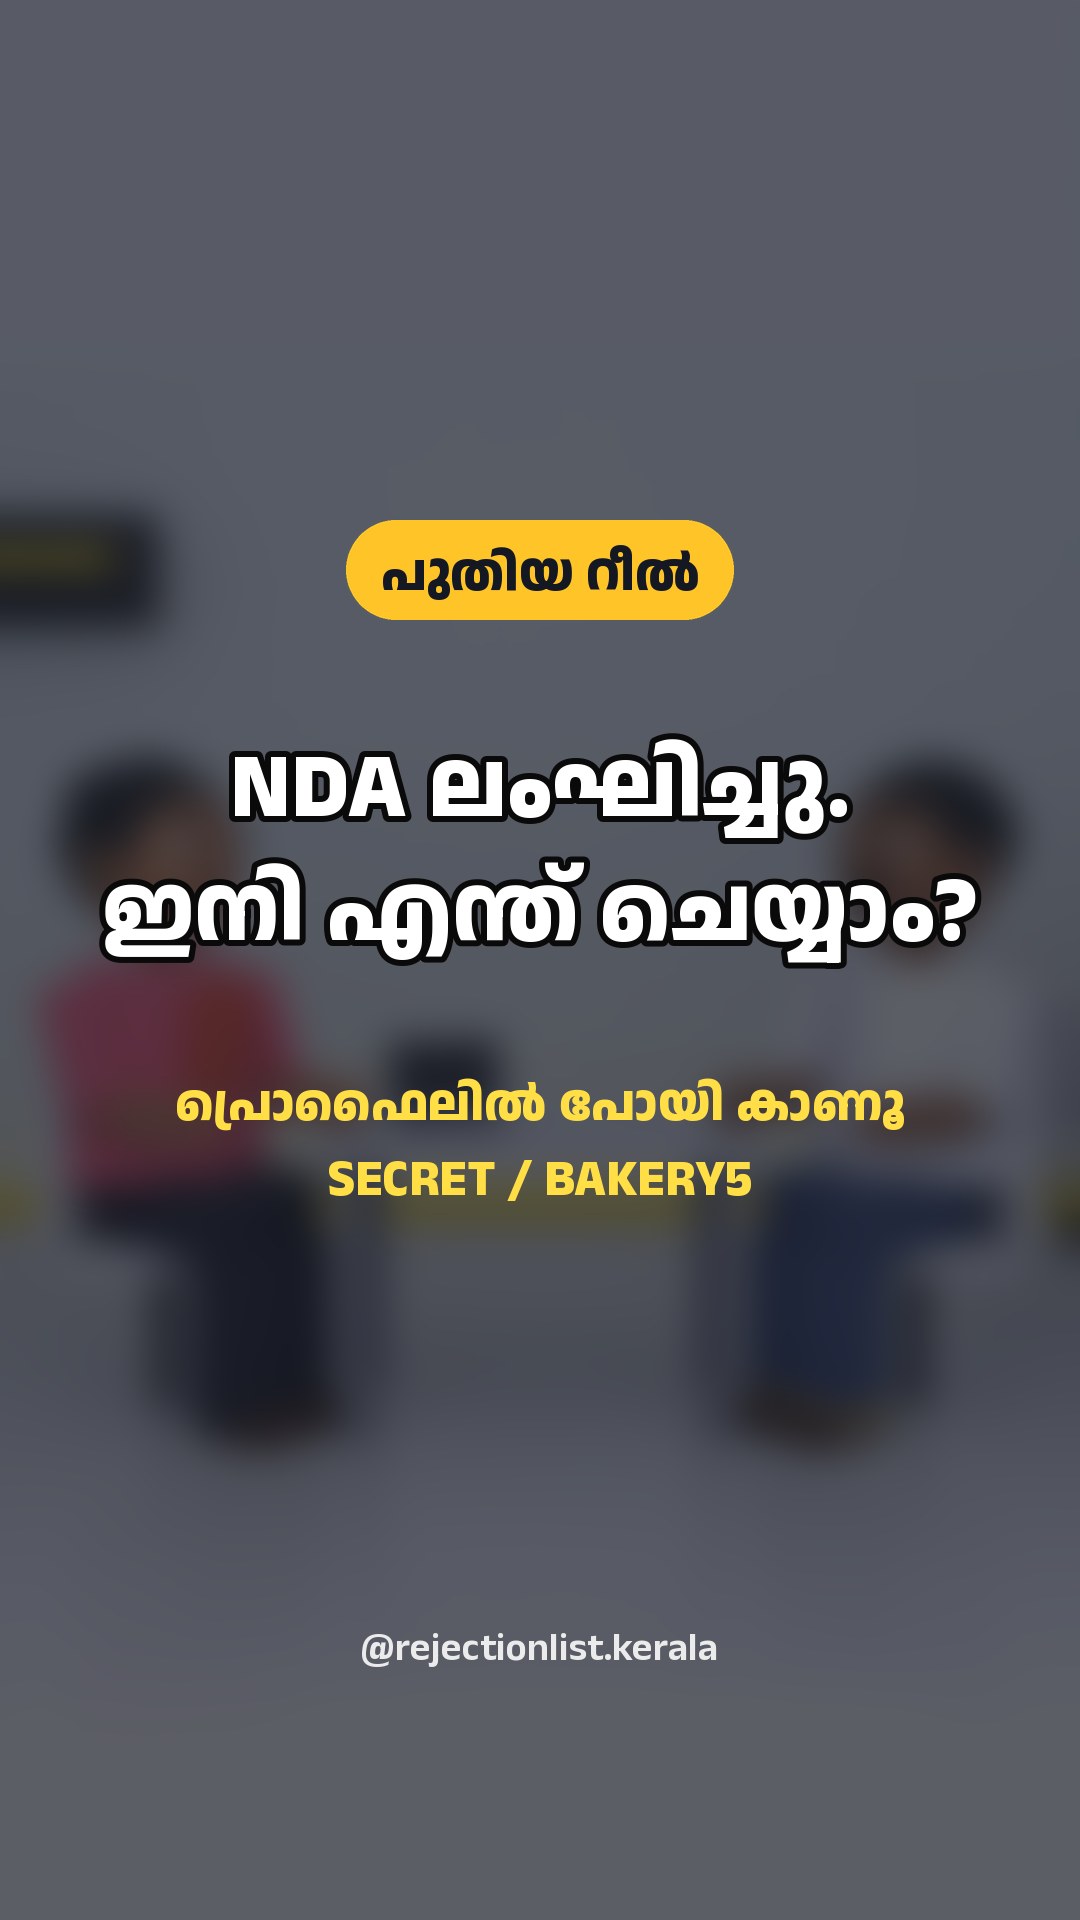 പുതിയ റീൽ
NDA ലംഘിച്ചു.
ഇനി എന്ത് ചെയ്യാം?
പ്രൊഫൈലിൽ പോയി കാണൂ
SECRET / BAKERY5
@rejectionlist.kerala